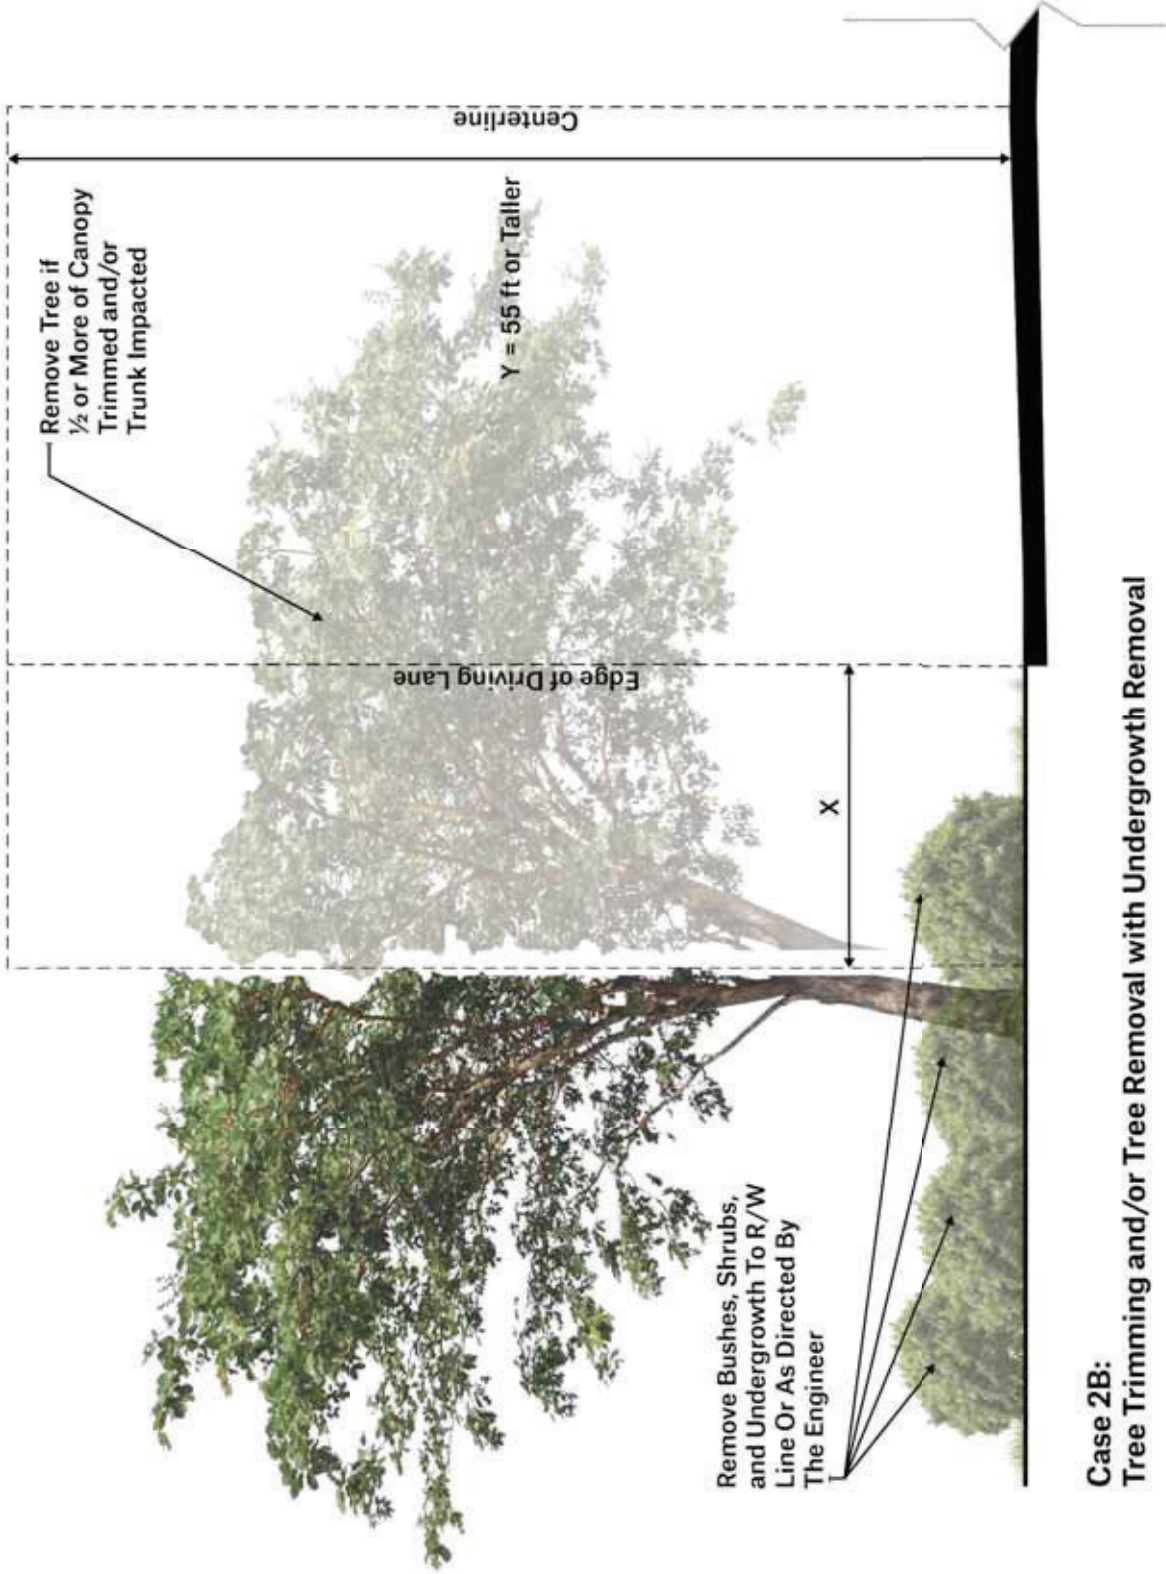 Remove Tree if
½ or More of Canopy
Trimmed and/or
Trunk Impacted
Centerline
Y = 55 ft or Taller
Edge of Driving Lane
X
Remove Bushes, Shrubs,
and Undergrowth To R/W
Line Or As Directed By
The Engineer
Case 2B:
Tree Trimming and/or Tree Removal with Undergrowth Removal